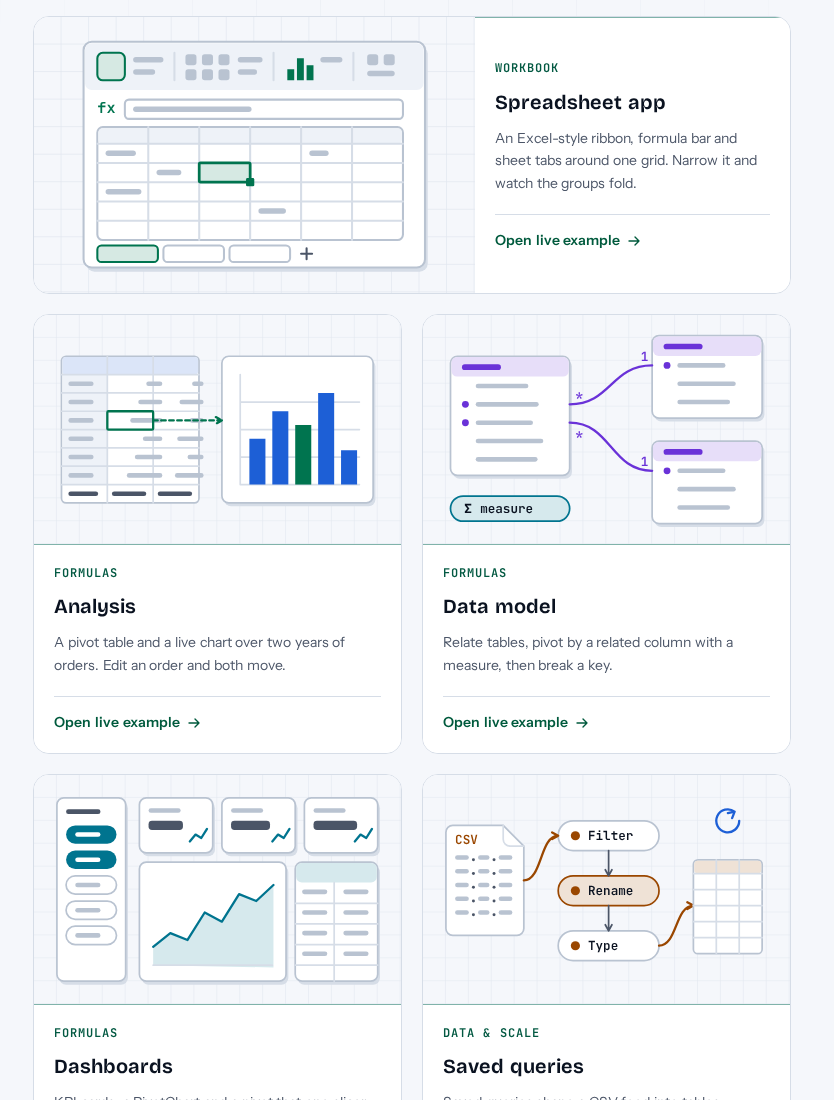 fx
WORKBOOK
Spreadsheet app
An Excel-style ribbon, formula bar and
sheet tabs around one grid. Narrow it and
watch the groups fold.
Open live example →
FORMULAS
Analysis
A pivot table and a live chart over two years of
orders. Edit an order and both move.
Open live example →
1
*
*
1
Σ measure
FORMULAS
Data model
Relate tables, pivot by a related column with a
measure, then break a key.
Open live example →
FORMULAS
Dashboards
CSV
Filter
Rename
Type
DATA & SCALE
Saved queries